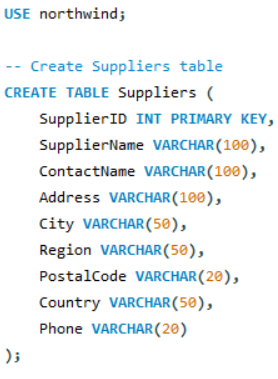 USE northwind;
-- Create Suppliers table
CREATE TABLE Suppliers (
SupplierID INT PRIMARY KEY,
SupplierName VARCHAR(100),
ContactName VARCHAR(100),
Address VARCHAR(100),
City VARCHAR(50),
Region VARCHAR(50),
PostalCode VARCHAR(20),
Country VARCHAR(50),
Phone VARCHAR(20)
);